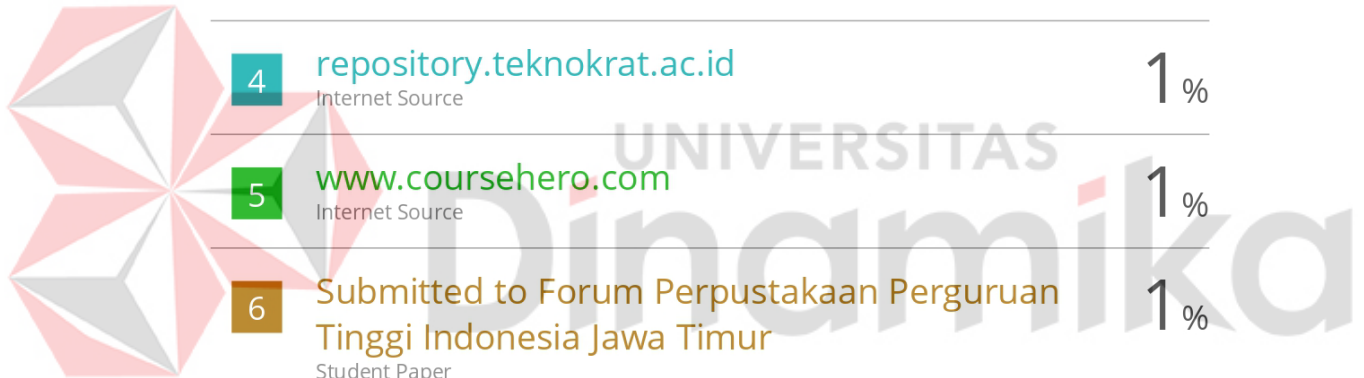 4 repository.teknokrat.ac.id 1%
Internet Source
UNIVERSITAS
Dinamika
5 www.coursehero.com 1%
Internet Source
6 Submitted to Forum Perpustakaan Perguruan 1%
Tinggi Indonesia Jawa Timur
Student Paper